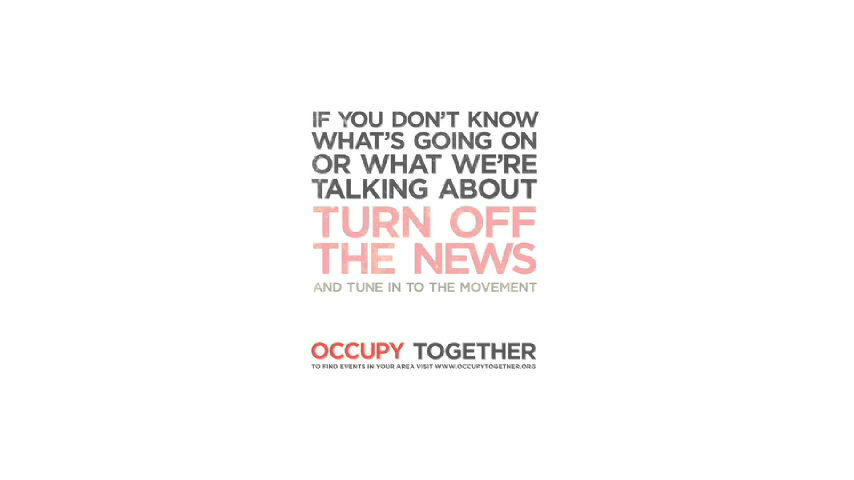 IF YOU DON'T KNOW
WHAT'S GOING ON
OR WHAT WE'RE
TALKING ABOUT
TURN OFF
THE NEWS
AND TUNE IN TO THE MOVEMENT
OCCUPY TOGETHER
TO FIND EVENTS IN YOUR AREA VISIT WWW.OCCUPYTOGETHER.ORG